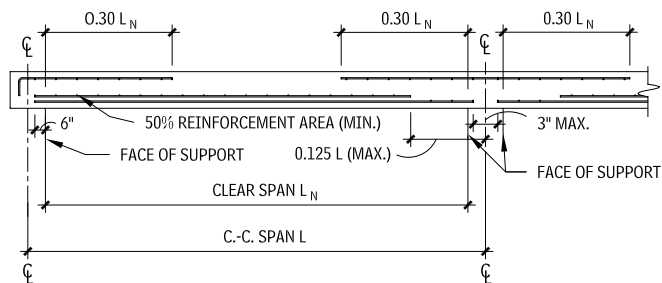 0.30 L N
0.30 L N
0.30 L N
℄
℄
6"
50% REINFORCEMENT AREA (MIN.)
3" MAX.
FACE OF SUPPORT
0.125 L (MAX.)
FACE OF SUPPORT
CLEAR SPAN L N
C.-C. SPAN L
℄
℄